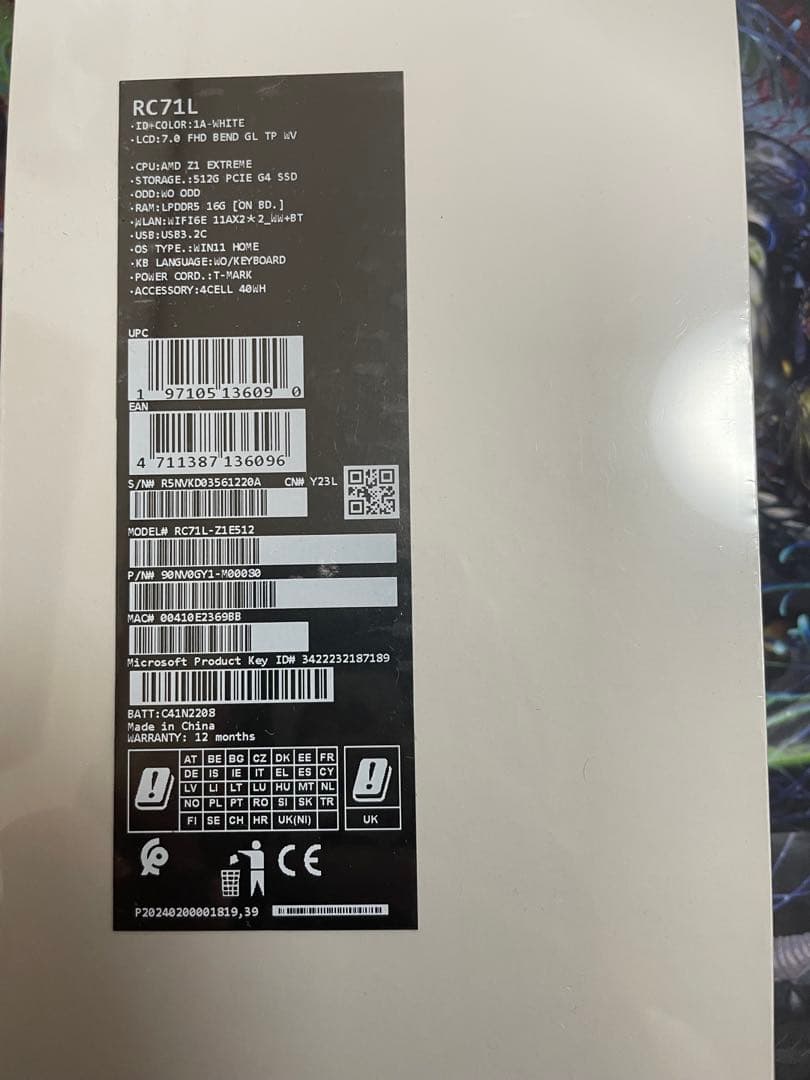 RC71L
·ID+COLOR:1A-WHITE
·LCD:7.0 FHD BEND GL TP WV
·CPU:AMD Z1 EXTREME
·STORAGE.:512G PCIE G4 SSD
·ODD:WO ODD
·RAM:LPDDR5 16G [ON BD.]
·WLAN:WIFI6E 11AX2*2_WW+BT
·USB:USB3.2C
·OS TYPE.:WIN11 HOME
·KB LANGUAGE:WO/KEYBOARD
·POWER CORD.:T-MARK
·ACCESSORY:4CELL 40WH
UPC
1 97105 13609 0
EAN
4 711387 136096
S/N# R5NVKD03561220A CN# Y23L
MODEL# RC71L-Z1E512
P/N# 90NV0GY1-M000S0
MAC# 00410E2369BB
Microsoft Product Key ID# 3422232187189
BATT:C41N2208
Made in China
WARRANTY: 12 months
AT BE BG CZ DK EE FR
DE IS IE IT EL ES CY
LV LI LT LU HU MT NL
NO PL PT RO SI SK TR
FI SE CH HR UK(NI)
UK
CE
P20240200001819,39